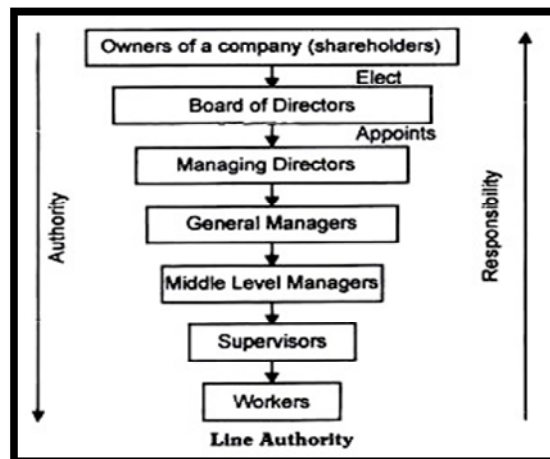 Owners of a company (shareholders)
Elect
Board of Directors
Appoints
Managing Directors
General Managers
Middle Level Managers
Supervisors
Workers
Line Authority
Authority
Responsibility